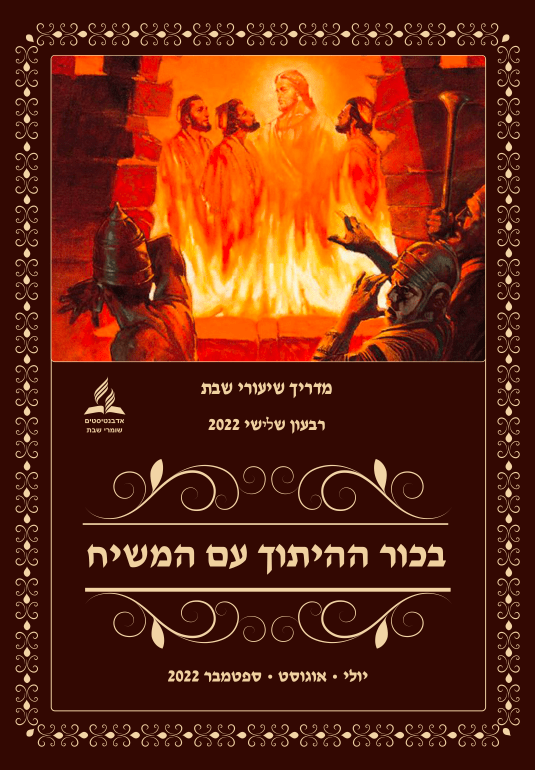 מדריך שיעורי שבת
רבעון שלישי 2022
אדבנטיסטים
שומרי שבת
בכור ההיתוך עם המשיח
יולי • אוגוסט • ספטמבר 2022